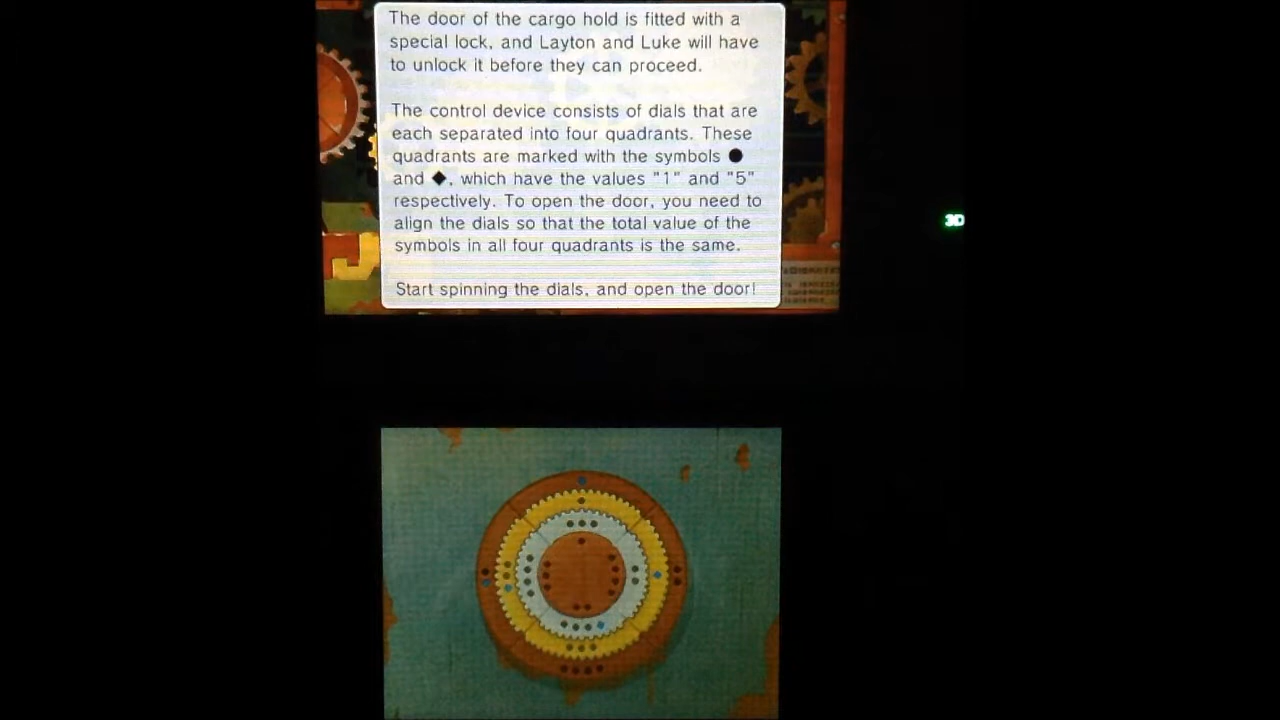 The door of the cargo hold is fitted with a
special lock, and Layton and Luke will have
to unlock it before they can proceed.
The control device consists of dials that are
each separated into four quadrants. These
quadrants are marked with the symbols ●
and ◆, which have the values "1" and "5"
respectively. To open the door, you need to
align the dials so that the total value of the
symbols in all four quadrants is the same.
Start spinning the dials, and open the door!
3D